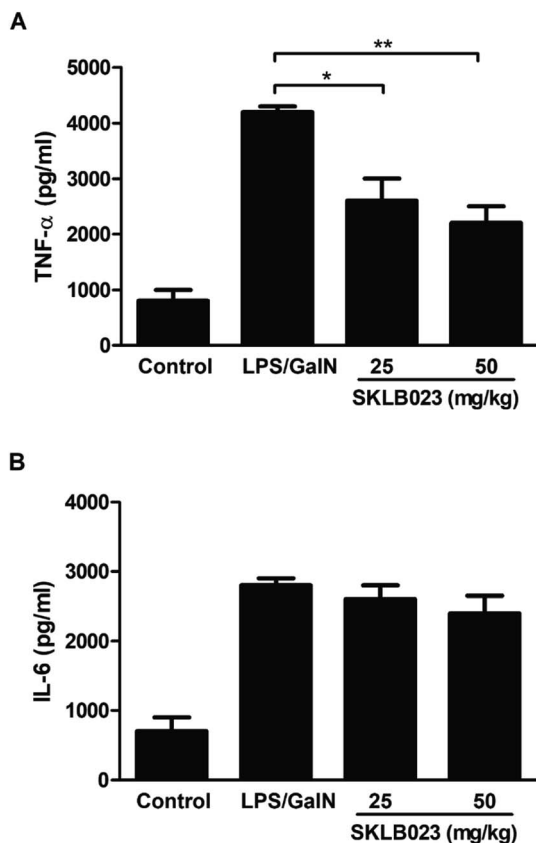 A
**
*
5000
4000
3000
2000
1000
0
TNF-α (pg/ml)
Control LPS/GalN 25 50
SKLB023 (mg/kg)
B
4000
3000
2000
1000
0
IL-6 (pg/ml)
Control LPS/GalN 25 50
SKLB023 (mg/kg)